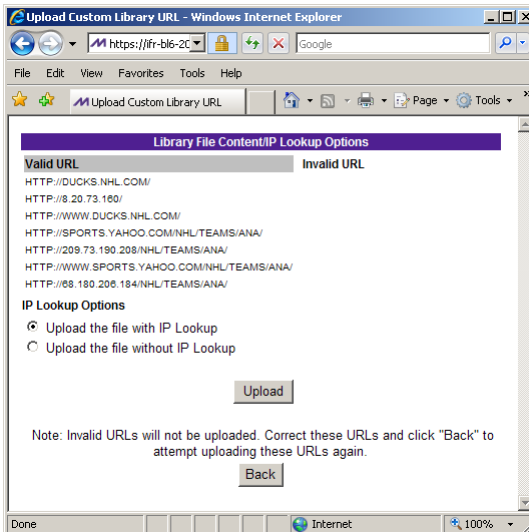 Upload Custom Library URL - Windows Internet Explorer
https://ifr-bl6-20
Google
File Edit View Favorites Tools Help
Upload Custom Library URL
Page Tools »
Library File Content/IP Lookup Options
Valid URL Invalid URL
HTTP://DUCKS.NHL.COM/
HTTP://8.20.73.160/
HTTP://WWW.DUCKS.NHL.COM/
HTTP://SPORTS.YAHOO.COM/NHL/TEAMS/ANA/
HTTP://209.73.190.208/NHL/TEAMS/ANA/
HTTP://WWW.SPORTS.YAHOO.COM/NHL/TEAMS/ANA/
HTTP://68.180.206.184/NHL/TEAMS/ANA/
IP Lookup Options
Upload the file with IP Lookup
Upload the file without IP Lookup
Upload
Note: Invalid URLs will not be uploaded. Correct these URLs and click "Back" to
attempt uploading these URLs again.
Back
Done Internet 100%